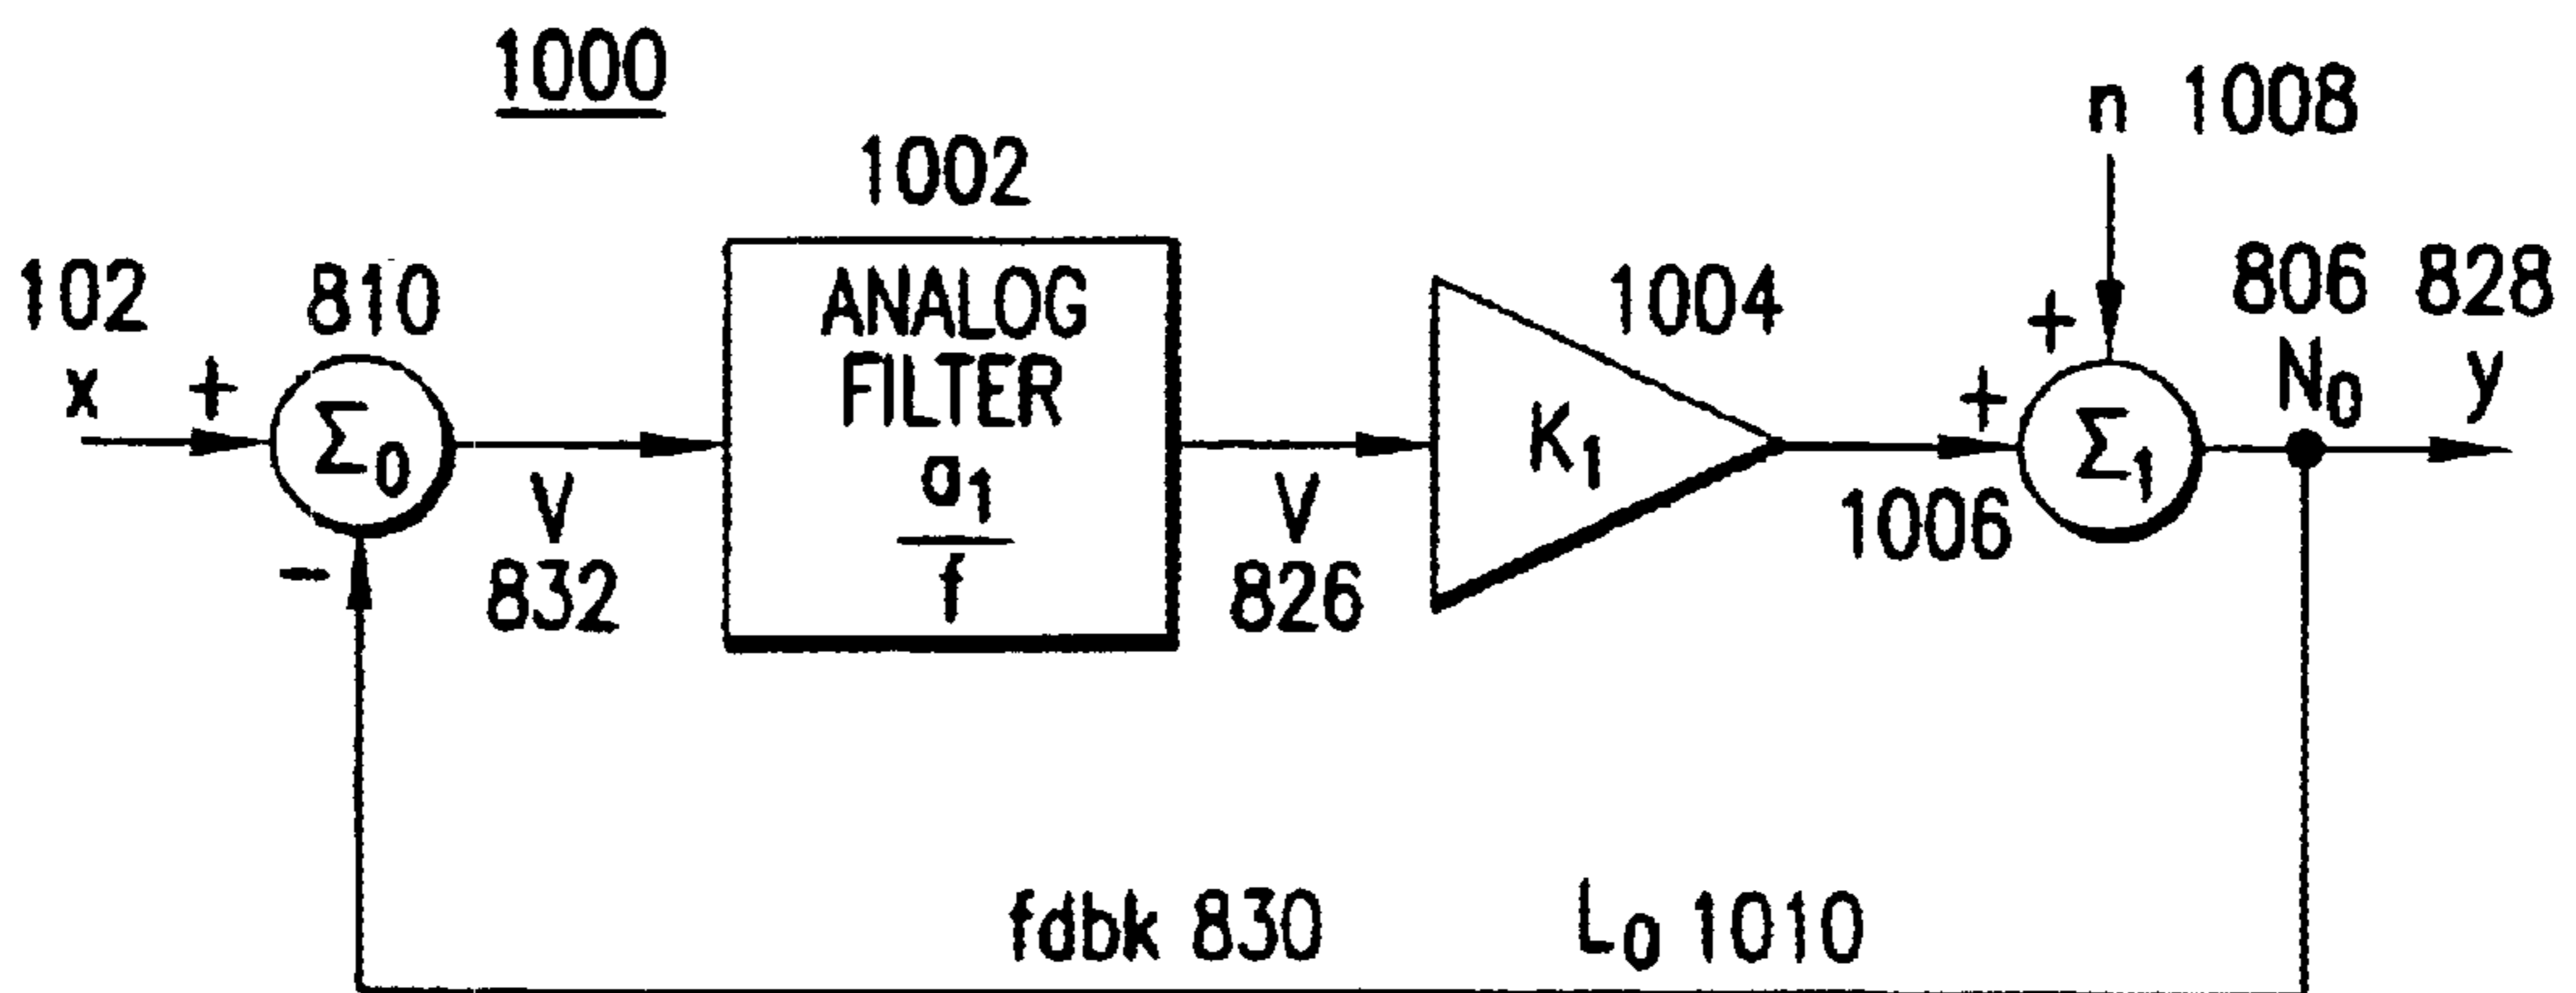 1000
n 1008
1002
102
810
ANALOG
FILTER
a1
f
1004
806 828
x +
+
+
N0 y
Σ0
K1
Σ1
-
V
832
V
826
1006
fdbk 830
L0 1010